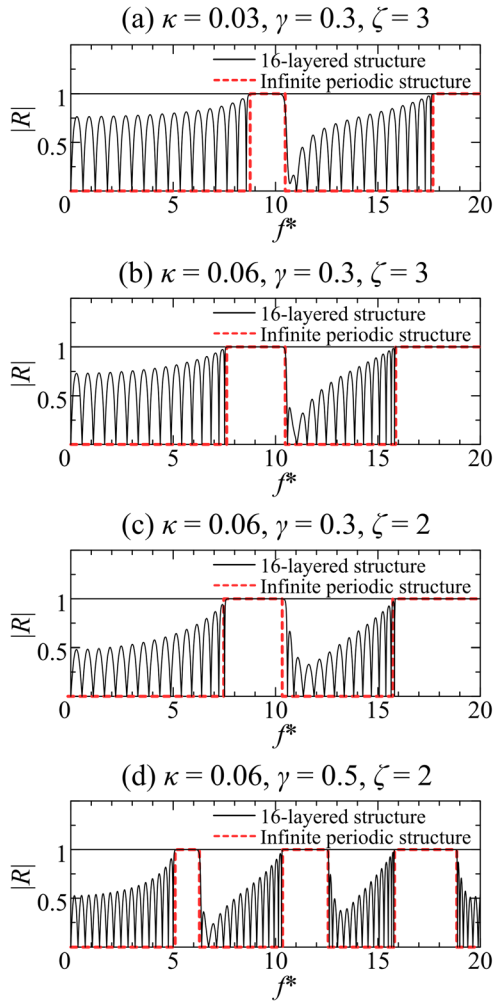 (a) κ = 0.03, γ = 0.3, ζ = 3
16-layered structure
Infinite periodic structure
1
0.5
|R|
0 5 10 15 20
f*
(b) κ = 0.06, γ = 0.3, ζ = 3
16-layered structure
Infinite periodic structure
1
0.5
|R|
0 5 10 15 20
f*
(c) κ = 0.06, γ = 0.3, ζ = 2
16-layered structure
Infinite periodic structure
1
0.5
|R|
0 5 10 15 20
f*
(d) κ = 0.06, γ = 0.5, ζ = 2
16-layered structure
Infinite periodic structure
1
0.5
|R|
0 5 10 15 20
f*